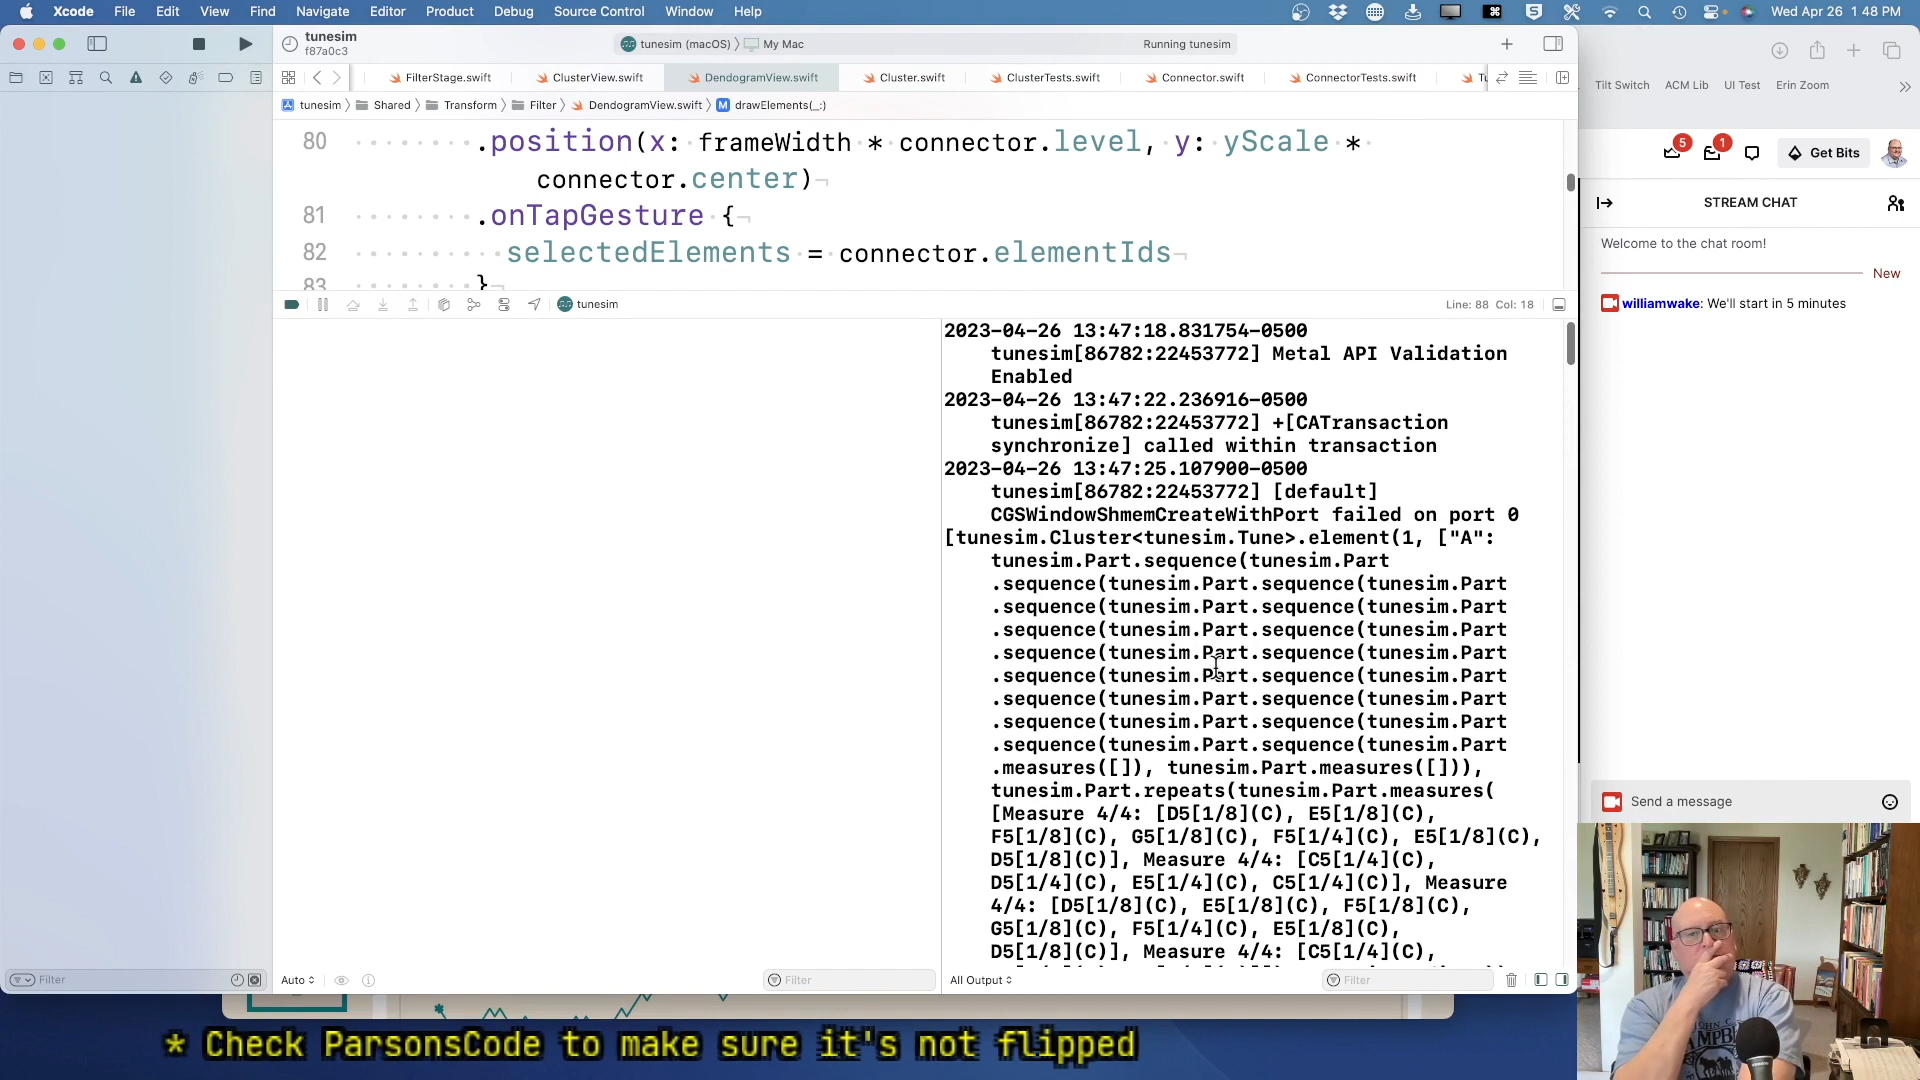 Xcode File Edit View Find Navigate Editor Product Debug Source Control Window Help
Wed Apr 26 1 48 PM
tunesim
f87a0c3
tunesim (macOS) My Mac
Running tunesim
FilterStage.swift ClusterView.swift DendogramView.swift Cluster.swift ClusterTests.swift Connector.swift ConnectorTests.swift
tunesim Shared Transform Filter DendogramView.swift M drawElements(_:)
80 .position(x: frameWidth * connector.level, y: yScale *
connector.center)
81 .onTapGesture {
82 selectedElements = connector.elementIds
83 }
tunesim
Line: 88 Col: 18
2023-04-26 13:47:18.831754-0500
tunesim[86782:22453772] Metal API Validation
Enabled
2023-04-26 13:47:22.236916-0500
tunesim[86782:22453772] +[CATransaction
synchronize] called within transaction
2023-04-26 13:47:25.107900-0500
tunesim[86782:22453772] [default]
CGSWindowShmemCreateWithPort failed on port 0
[tunesim.Cluster<tunesim.Tune>.element(1, ["A":
tunesim.Part.sequence(tunesim.Part
.sequence(tunesim.Part.sequence(tunesim.Part
.sequence(tunesim.Part.sequence(tunesim.Part
.sequence(tunesim.Part.sequence(tunesim.Part
.sequence(tunesim.Part.sequence(tunesim.Part
.sequence(tunesim.Part.sequence(tunesim.Part
.sequence(tunesim.Part.sequence(tunesim.Part
.sequence(tunesim.Part.sequence(tunesim.Part
.sequence(tunesim.Part.sequence(tunesim.Part
.measures([]), tunesim.Part.measures([])),
tunesim.Part.repeats(tunesim.Part.measures(
[Measure 4/4: [D5[1/8](C), E5[1/8](C),
F5[1/8](C), G5[1/8](C), F5[1/4](C), E5[1/8](C),
D5[1/8](C)], Measure 4/4: [C5[1/4](C),
D5[1/4](C), E5[1/4](C), C5[1/4](C)], Measure
4/4: [D5[1/8](C), E5[1/8](C), F5[1/8](C),
G5[1/8](C), F5[1/4](C), E5[1/8](C),
D5[1/8](C)], Measure 4/4: [C5[1/4](C),
Filter
Auto
Filter
All Output
Filter
Tilt Switch ACM Lib UI Test Erin Zoom
5 1 Get Bits
STREAM CHAT
Welcome to the chat room!
New
williamwake: We'll start in 5 minutes
Send a message
* Check ParsonsCode to make sure it's not flipped